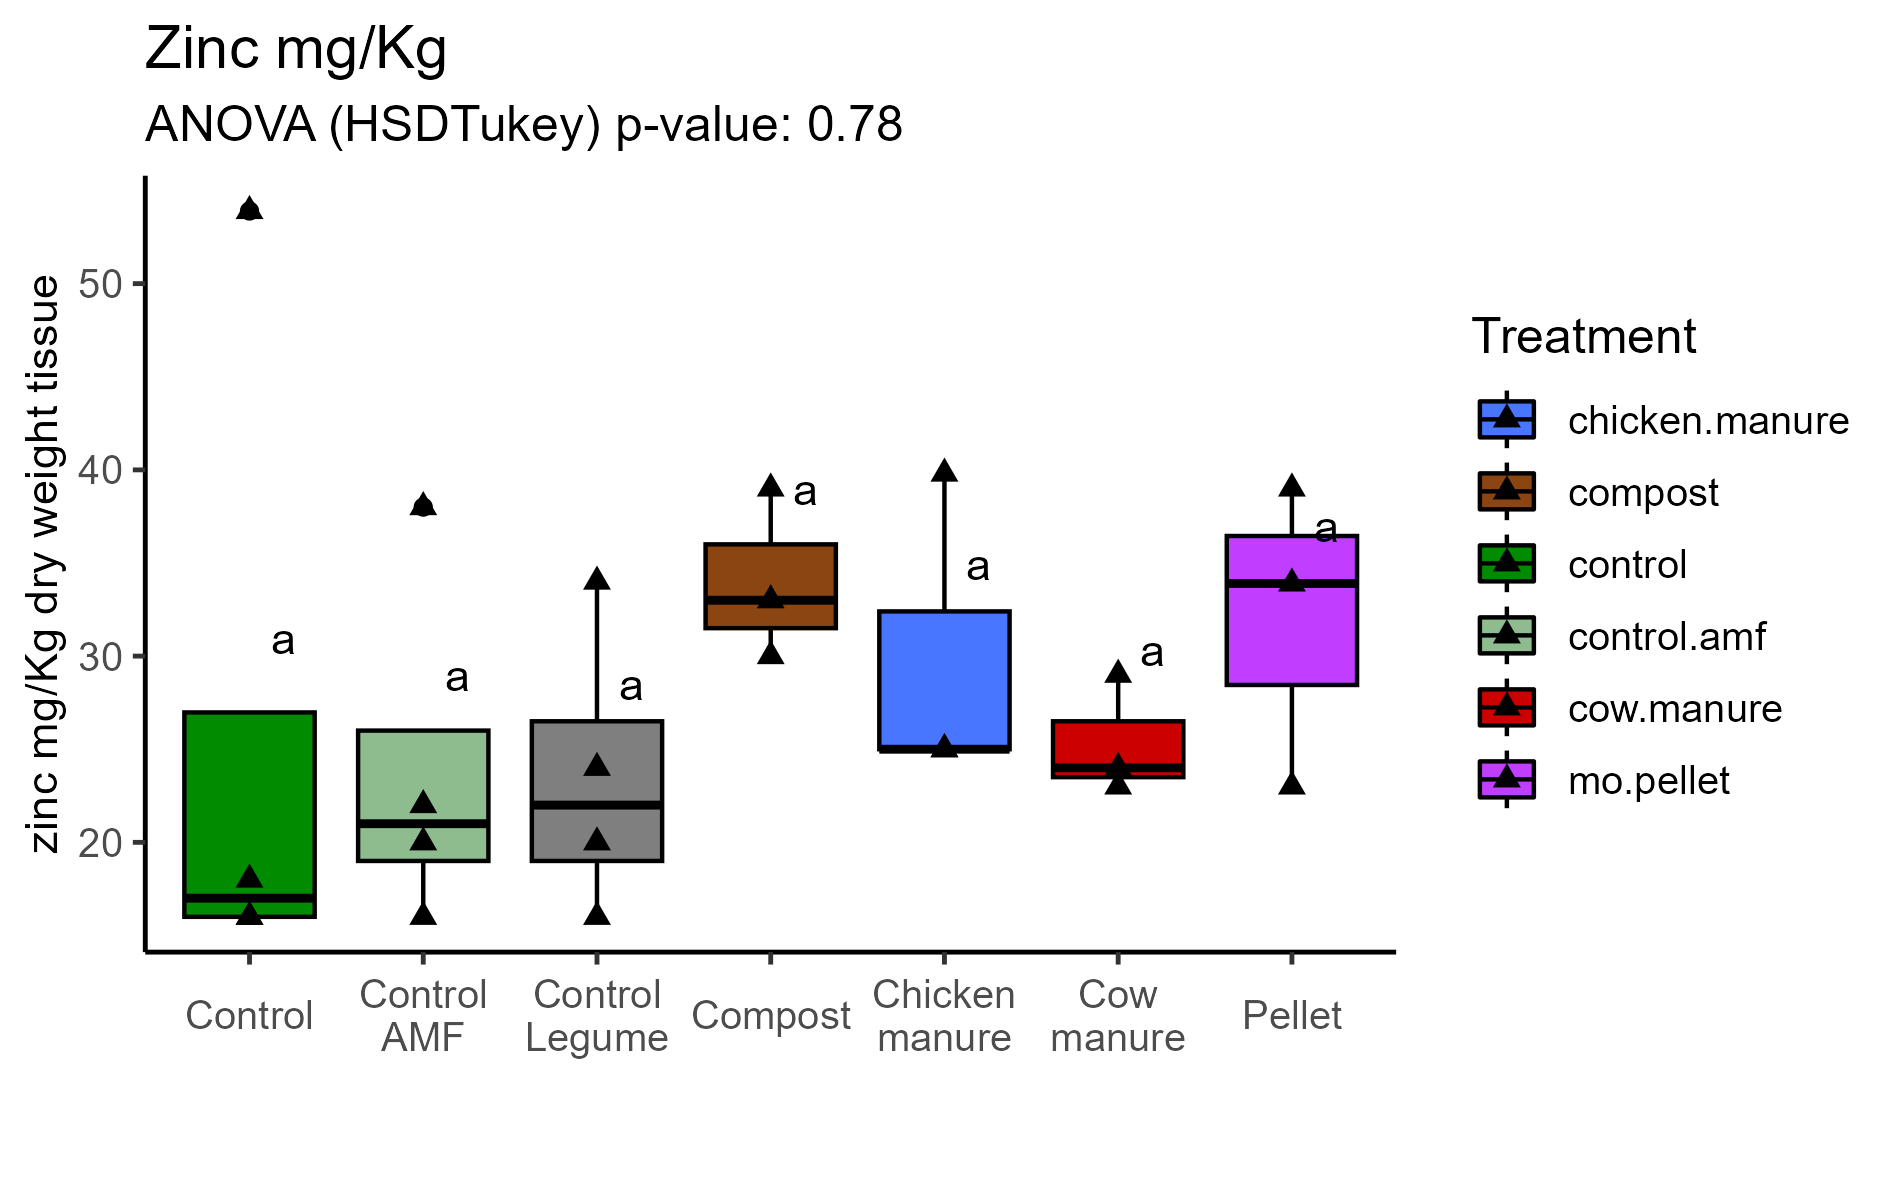 Zinc mg/Kg
ANOVA (HSDTukey) p-value: 0.78
zinc mg/Kg dry weight tissue
50
40
30
20
a
a
a
a
a
a
a
Control
Control
AMF
Control
Legume
Compost
Chicken
manure
Cow
manure
Pellet
Treatment
chicken.manure
compost
control
control.amf
cow.manure
mo.pellet